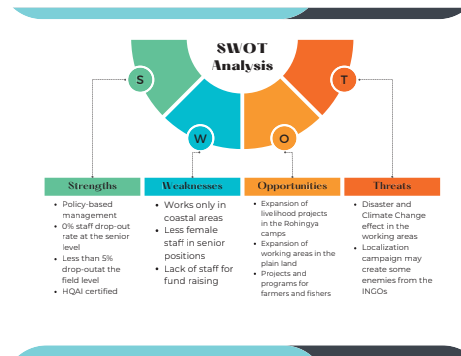 SWOT
Analysis
S
W
O
T
Strengths
• Policy-based
management
• 0% staff drop-out
rate at the senior
level
• Less than 5%
drop-outat the
field level
• HQAI certified
Weaknesses
• Works only in
coastal areas
• Less female
staff in senior
positions
• Lack of staff for
fund raising
Opportunities
• Expansion of
livelihood projects
in the Rohingya
camps
• Expansion of
working areas in the
plain land
• Projects and
programs for
farmers and fishers
Threats
• Disaster and
Climate Change
effect in the
working areas
• Localization
campaign may
create some
enemies from the
INGOs